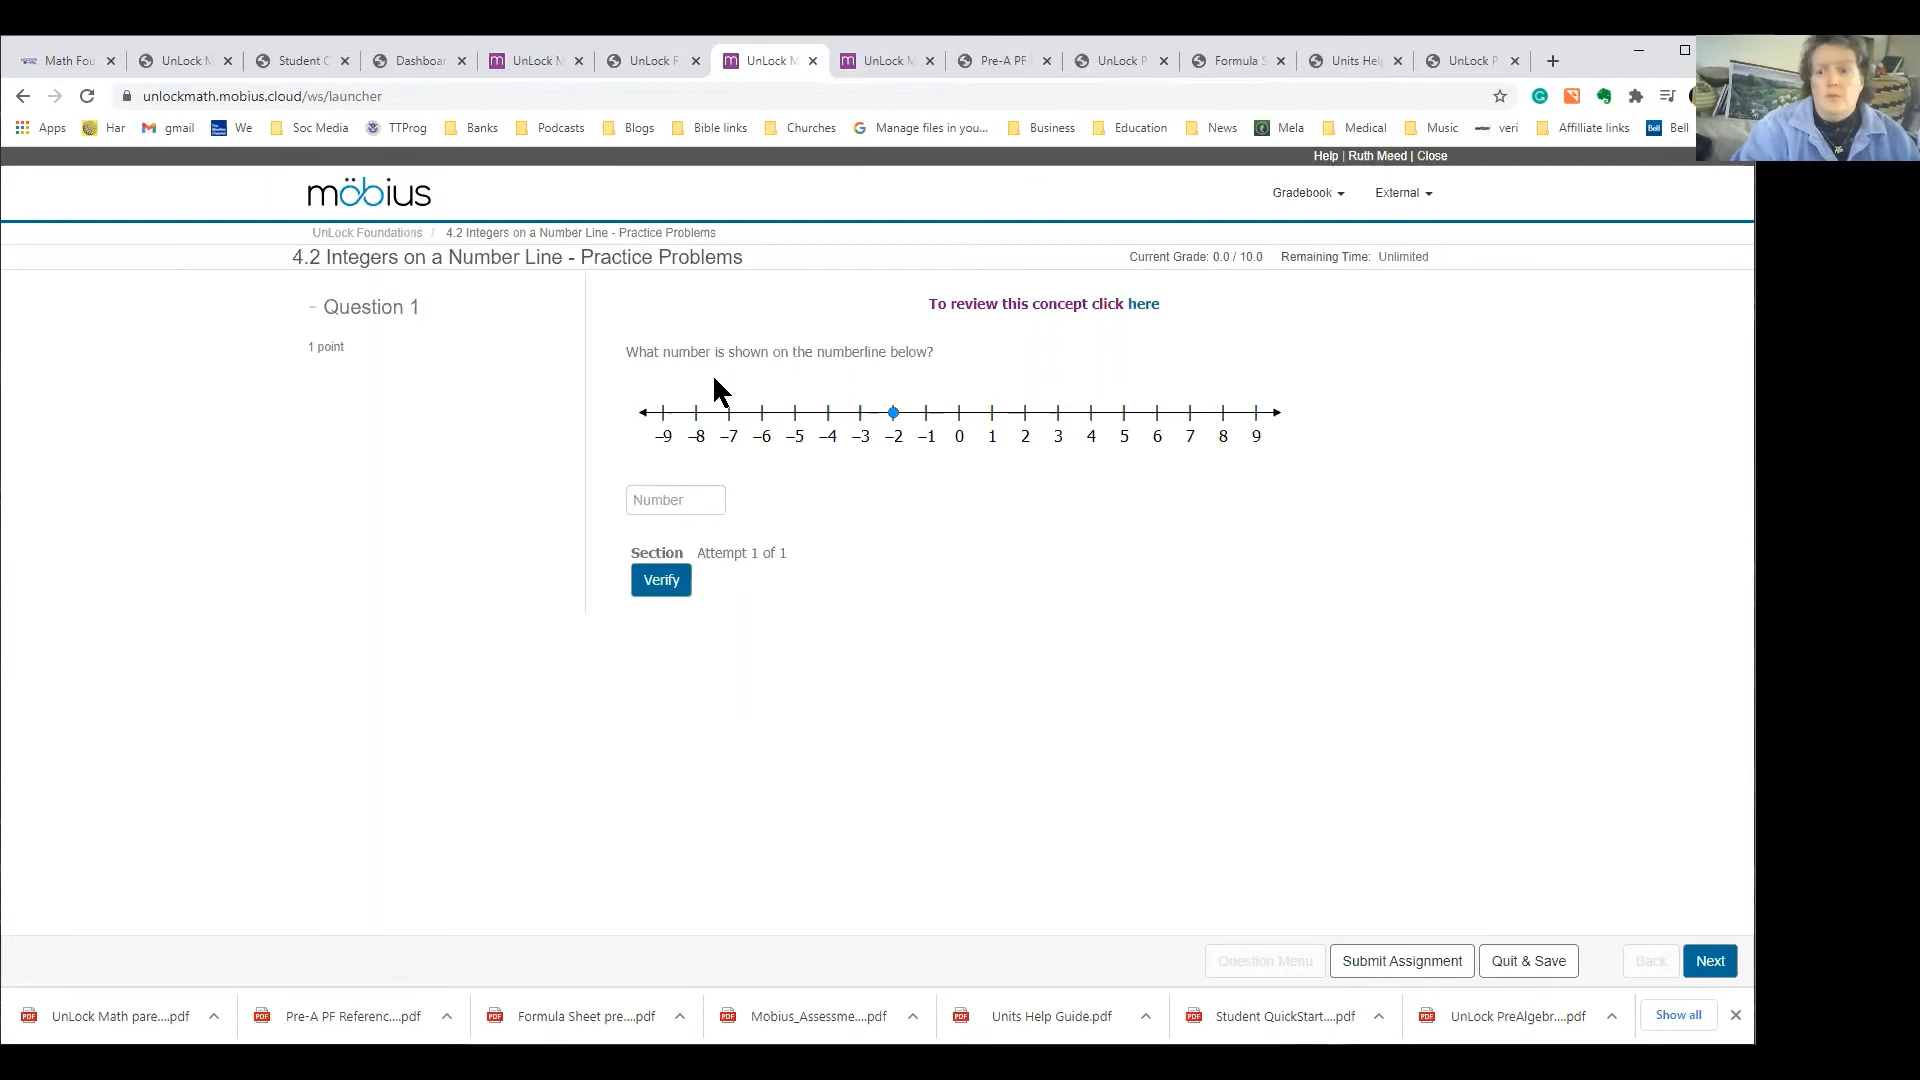 Math Fou
UnLock M
Student C
Dashboar
UnLock M
UnLock F
UnLock M
UnLock M
Pre-A PF
UnLock P
Formula S
Units Help
UnLock P
unlockmath.mobius.cloud/ws/launcher
Apps
Har
gmail
We
Soc Media
TTProg
Banks
Podcasts
Blogs
Bible links
Churches
Manage files in you...
Business
Education
News
Mela
Medical
Music
veri
Affilliate links
Bell
Help | Ruth Meed | Close
möbius
Gradebook
External
UnLock Foundations / 4.2 Integers on a Number Line - Practice Problems
4.2 Integers on a Number Line - Practice Problems
Current Grade: 0.0 / 10.0 Remaining Time: Unlimited
- Question 1
1 point
To review this concept click here
What number is shown on the numberline below?
–9 –8 –7 –6 –5 –4 –3 –2 –1 0 1 2 3 4 5 6 7 8 9
Number
Section Attempt 1 of 1
Verify
Question Menu
Submit Assignment
Quit & Save
Back
Next
UnLock Math pare....pdf
Pre-A PF Referenc....pdf
Formula Sheet pre....pdf
Mobius_Assessme....pdf
Units Help Guide.pdf
Student QuickStart....pdf
UnLock PreAlgebr....pdf
Show all